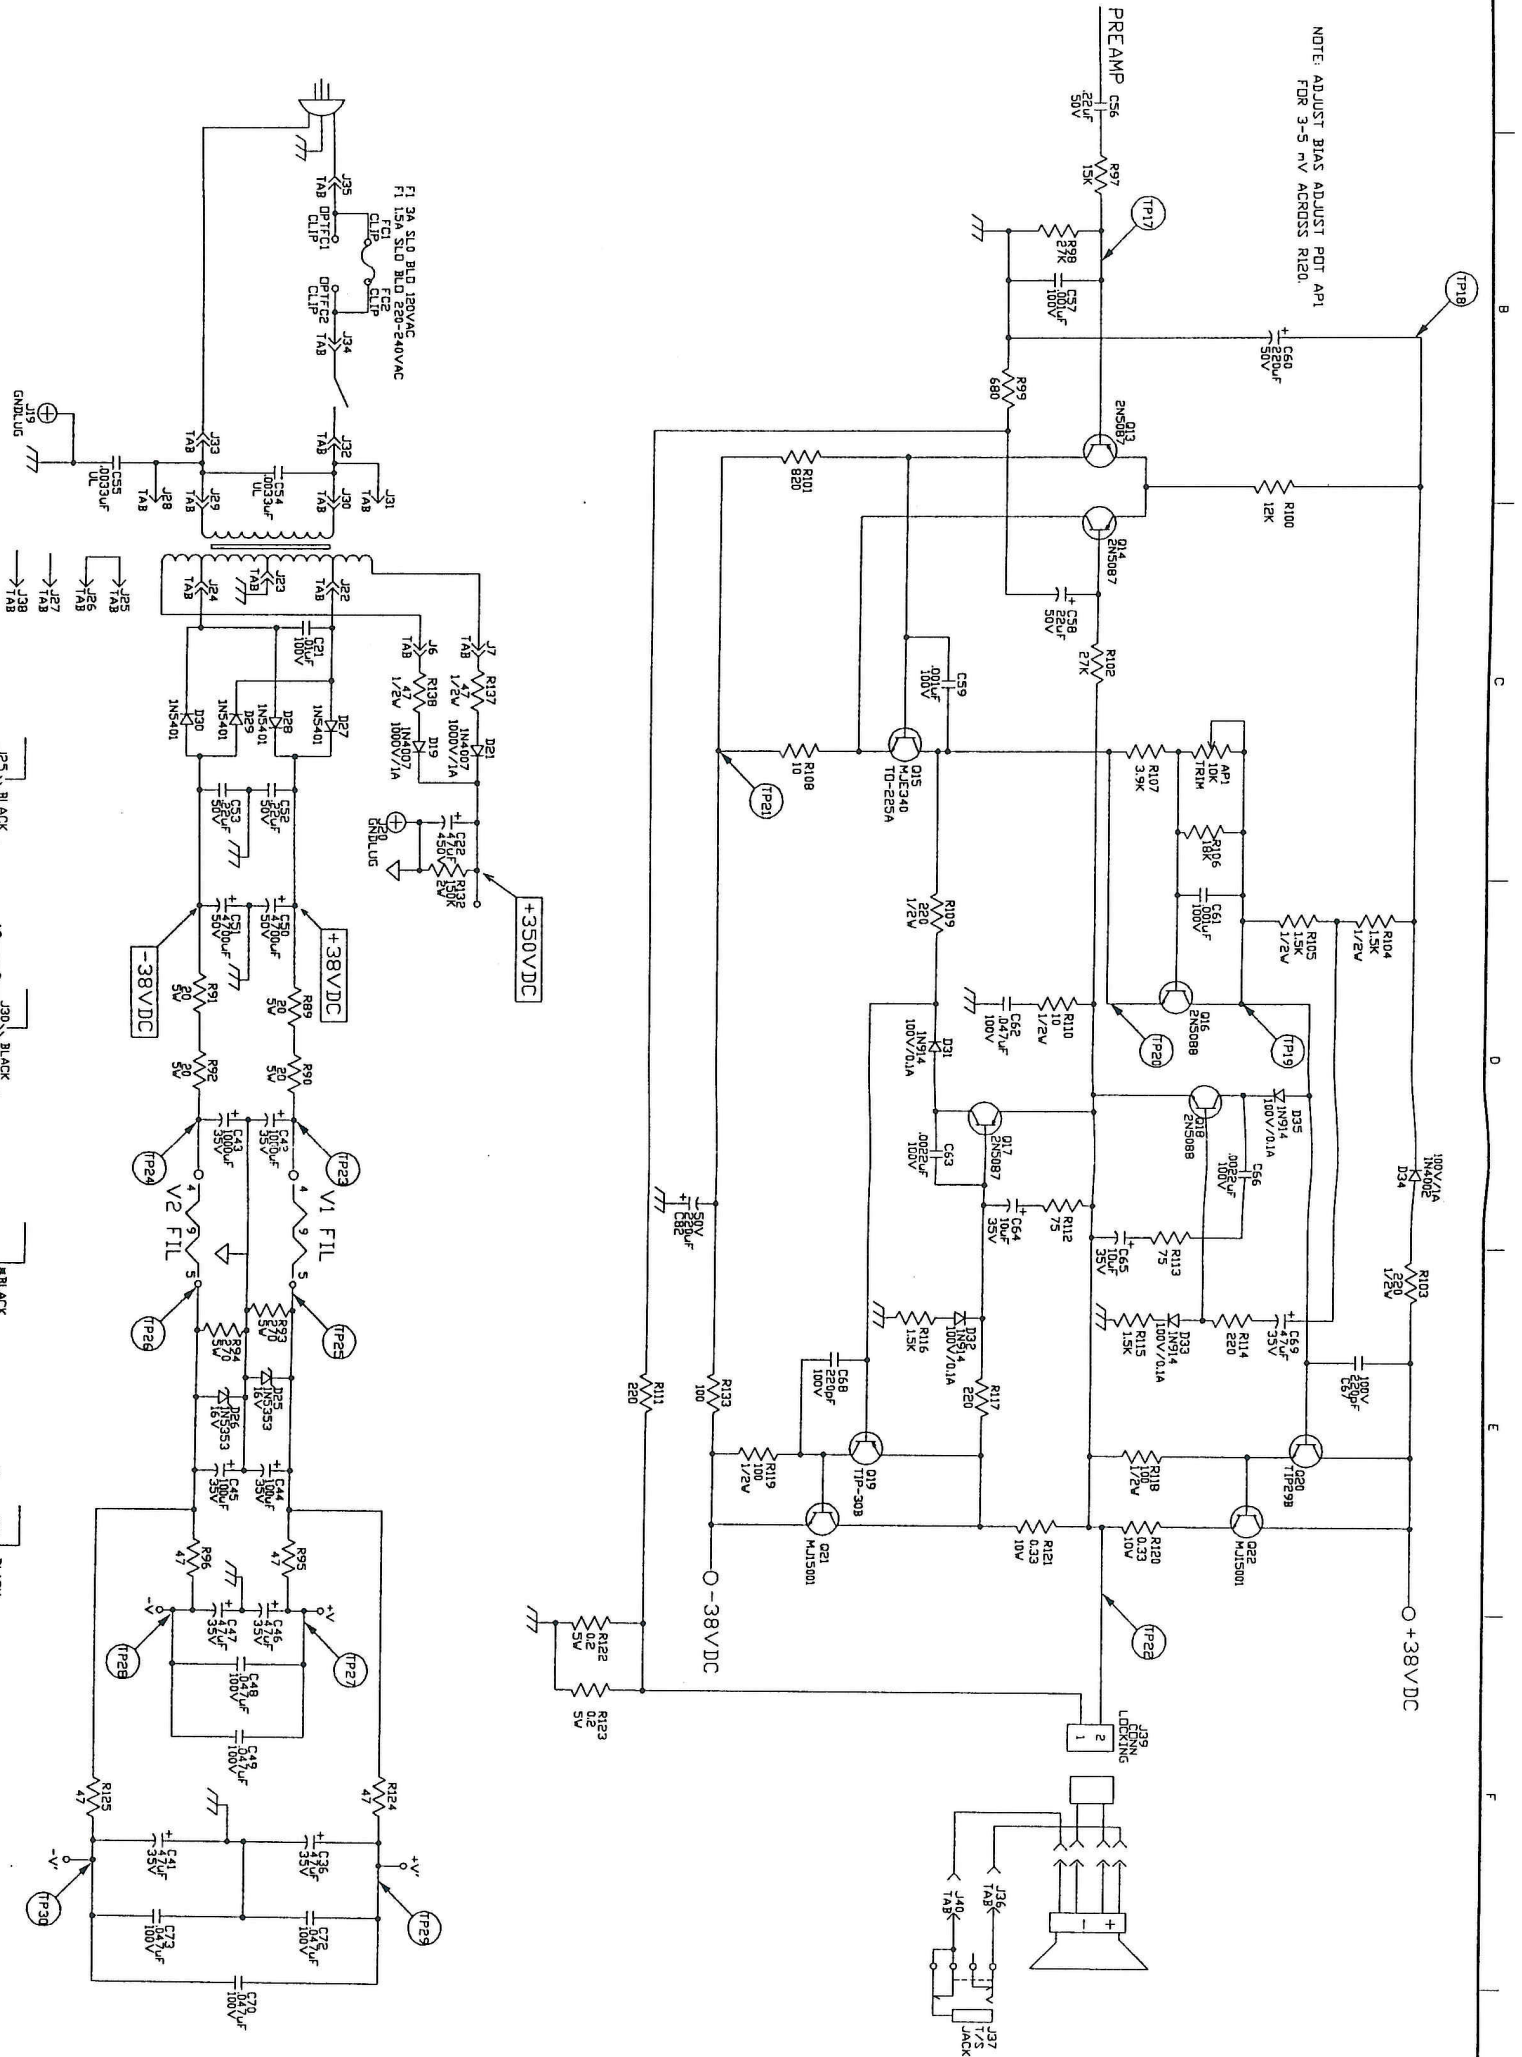 NOTE: ADJUST BIAS ADJUST POT AP1
FOR 3-5 mV ACROSS R120.
B
C
D
E
F
TP18
PREAMP
C56
.22uF
50V
R97
15K
TP17
R98
27K
C57
.001uF
100V
C60
220uF
50V
R99
680
Q13
2N5087
R101
820
R100
12K
Q14
2N5087
C58
22uF
50V
R102
27K
C59
.001uF
100V
Q15
MJE340
TO-225A
R108
10
TP21
AP1
10K
TRIM
R107
3.9K
R106
18K
C61
.001uF
100V
R109
220
1/2W
R104
1.5K
1/2W
R105
1.5K
1/2W
Q16
2N5088
TP19
TP20
R110
10
1/2W
C62
.047uF
100V
D31
1N914
100V/0.1A
Q17
2N5087
C63
.0022uF
100V
D35
1N914
100V/0.1A
Q18
2N5088
C66
.0022uF
100V
100V/1A
1N4002
D34
R112
75
C64
10uF
35V
R113
75
C65
10uF
35V
50V
220uF
C82
R103
220
1/2W
C69
47uF
35V
R114
220
D33
1N914
100V/0.1A
R115
1.5K
D32
1N914
100V/0.1A
R116
1.5K
100V
220pF
C67
C68
220pF
100V
R117
220
R111
220
R133
100
Q20
TIP29B
R118
100
1/2W
Q19
TIP-30B
R119
100
1/2W
Q22
MJ15001
R120
0.33
10W
R121
0.33
10W
Q21
MJ15001
+38VDC
-38VDC
TP22
R122
0.2
5W
R123
0.2
5W
J39
CONN
LOCKING
2
1
+
-
J36
TAB
J40
TAB
J37
T/S
JACK
F1 3A SLO BLO 120VAC
F1 1.5A SLO BLO 220-240VAC
J35
TAB
FC1
CLIP
OPTFC1
CLIP
FC2
CLIP
OPTFC2
CLIP
J34
TAB
J32
TAB
J33
TAB
J31
TAB
J30
TAB
C54
.0033uF
UL
J29
TAB
J28
TAB
C55
.0033uF
UL
J19
GNDLUG
J25
TAB
J26
TAB
J27
TAB
J38
TAB
J22
TAB
J23
TAB
J24
TAB
C21
.01uF
100V
J7
TAB
J6
TAB
R137
47
1/2W
R138
47
1/2W
D21
1N4007
1000V/1A
D19
1N4007
1000V/1A
D27
1N5401
D28
1N5401
D29
1N5401
D30
1N5401
C22
47uF
450V
R132
150K
2W
J20
GNDLUG
+350VDC
C52
.22uF
50V
C53
.22uF
50V
C50
4700uF
50V
C51
4700uF
50V
+38VDC
-38VDC
R89
20
5W
R90
20
5W
R91
20
5W
R92
20
5W
C42
1000uF
35V
C43
1000uF
35V
TP23
TP24
4
9
5
V1 FIL
4
9
5
V2 FIL
TP25
TP26
R93
270
5W
R94
270
5W
D25
1N5353
16V
D26
1N5353
16V
C44
100uF
35V
C45
100uF
35V
R95
47
R96
47
+V
-V
C46
47uF
35V
C47
47uF
35V
TP27
TP28
C48
.047uF
100V
C49
.047uF
100V
R124
47
R125
47
C36
47uF
35V
C41
47uF
35V
+V'
-V'
TP29
TP30
C72
.047uF
100V
C73
.047uF
100V
C70
.047uF
100V
J25
BLACK
J30
BLACK